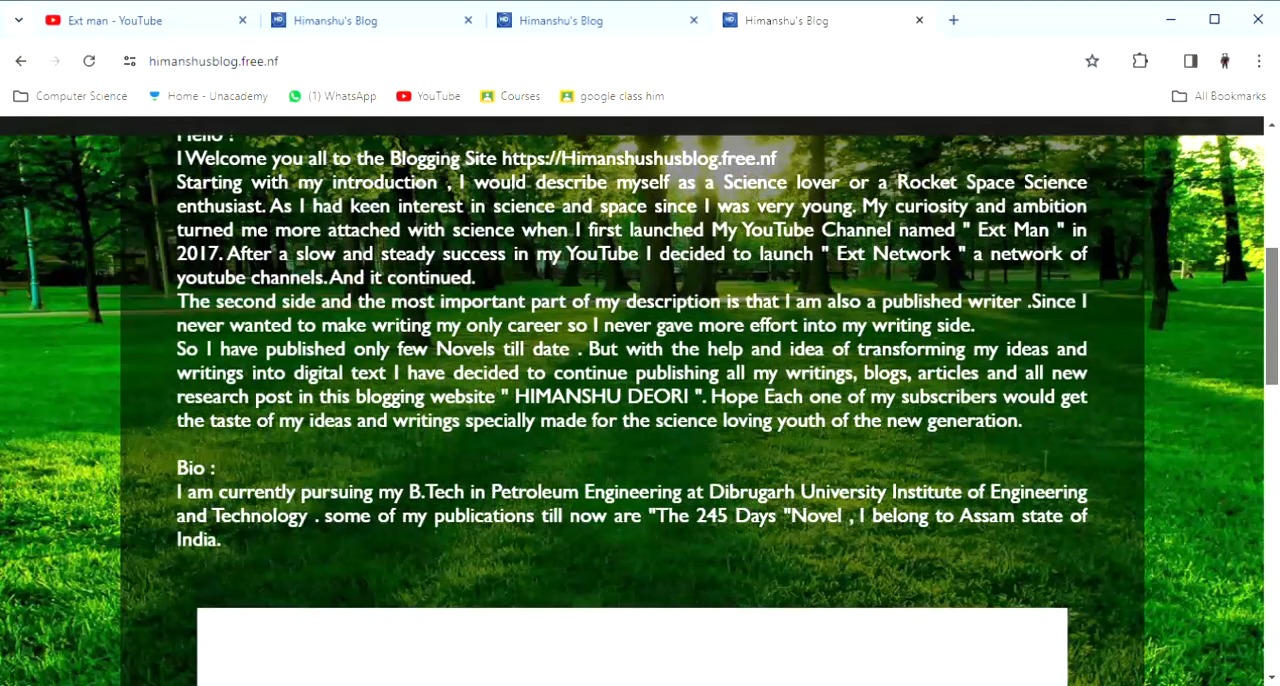 Ext man - YouTube
Himanshu's Blog
Himanshu's Blog
Himanshu's Blog
himanshusblog.free.nf
Computer Science
Home - Unacademy
(1) WhatsApp
YouTube
Courses
google class him
All Bookmarks
Hello !
I Welcome you all to the Blogging Site https://Himanshushusblog.free.nf
Starting with my introduction , I would describe myself as a Science lover or a Rocket Space Science
enthusiast. As I had keen interest in science and space since I was very young. My curiosity and ambition
turned me more attached with science when I first launched My YouTube Channel named " Ext Man " in
2017. After a slow and steady success in my YouTube I decided to launch " Ext Network " a network of
youtube channels. And it continued.
The second side and the most important part of my description is that I am also a published writer .Since I
never wanted to make writing my only career so I never gave more effort into my writing side.
So I have published only few Novels till date . But with the help and idea of transforming my ideas and
writings into digital text I have decided to continue publishing all my writings, blogs, articles and all new
research post in this blogging website " HIMANSHU DEORI ". Hope Each one of my subscribers would get
the taste of my ideas and writings specially made for the science loving youth of the new generation.
Bio :
I am currently pursuing my B.Tech in Petroleum Engineering at Dibrugarh University Institute of Engineering
and Technology . some of my publications till now are "The 245 Days "Novel , I belong to Assam state of
India.